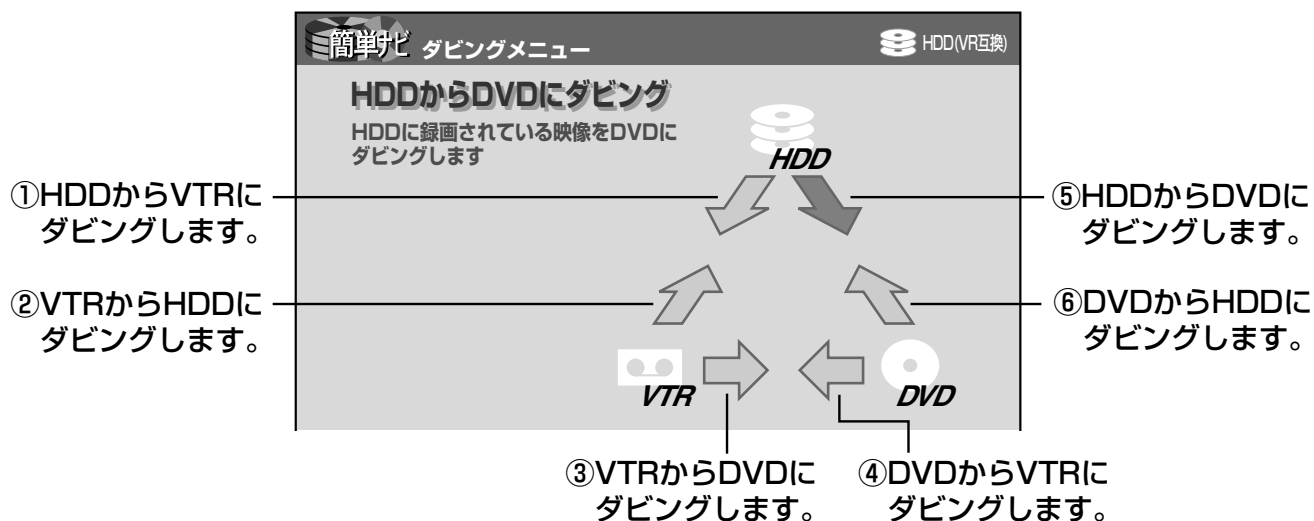 簡単ナビ ダビングメニュー
HDD(VR互換)
HDDからDVDにダビング
HDDに録画されている映像をDVDに
ダビングします
HDD
①HDDからVTRに
ダビングします。
⑤HDDからDVDに
ダビングします。
②VTRからHDDに
ダビングします。
⑥DVDからHDDに
ダビングします。
VTR
DVD
③VTRからDVDに
ダビングします。
④DVDからVTRに
ダビングします。